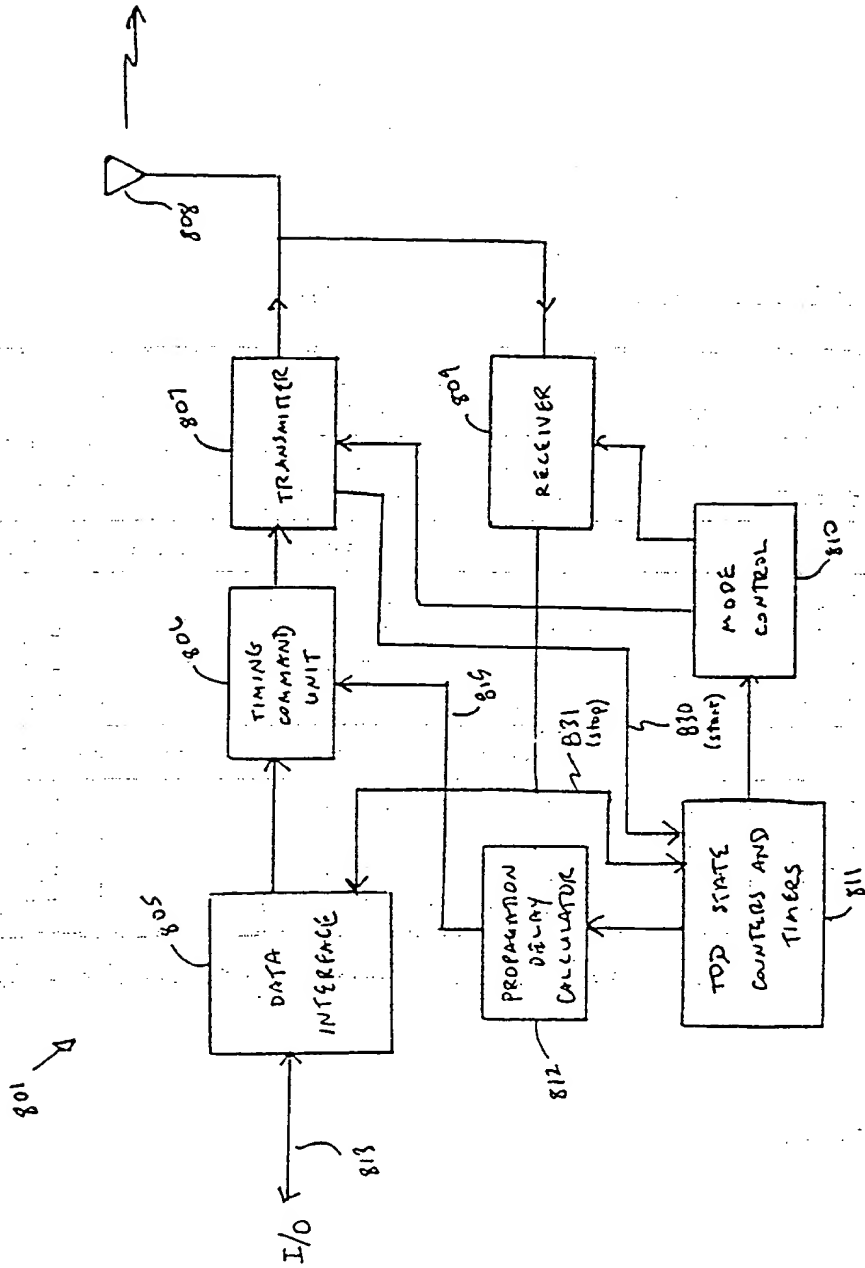 801
I/O
813
805
DATA
INTERFACE
806
TIMING
COMMAND
UNIT
807
TRANSMITTER
808
815
831
(stop)
830
(start)
809
RECEIVER
812
PROPAGATION
DELAY
CALCULATOR
TDD STATE
COUNTERS AND
TIMERS
811
MODE
CONTROL
810